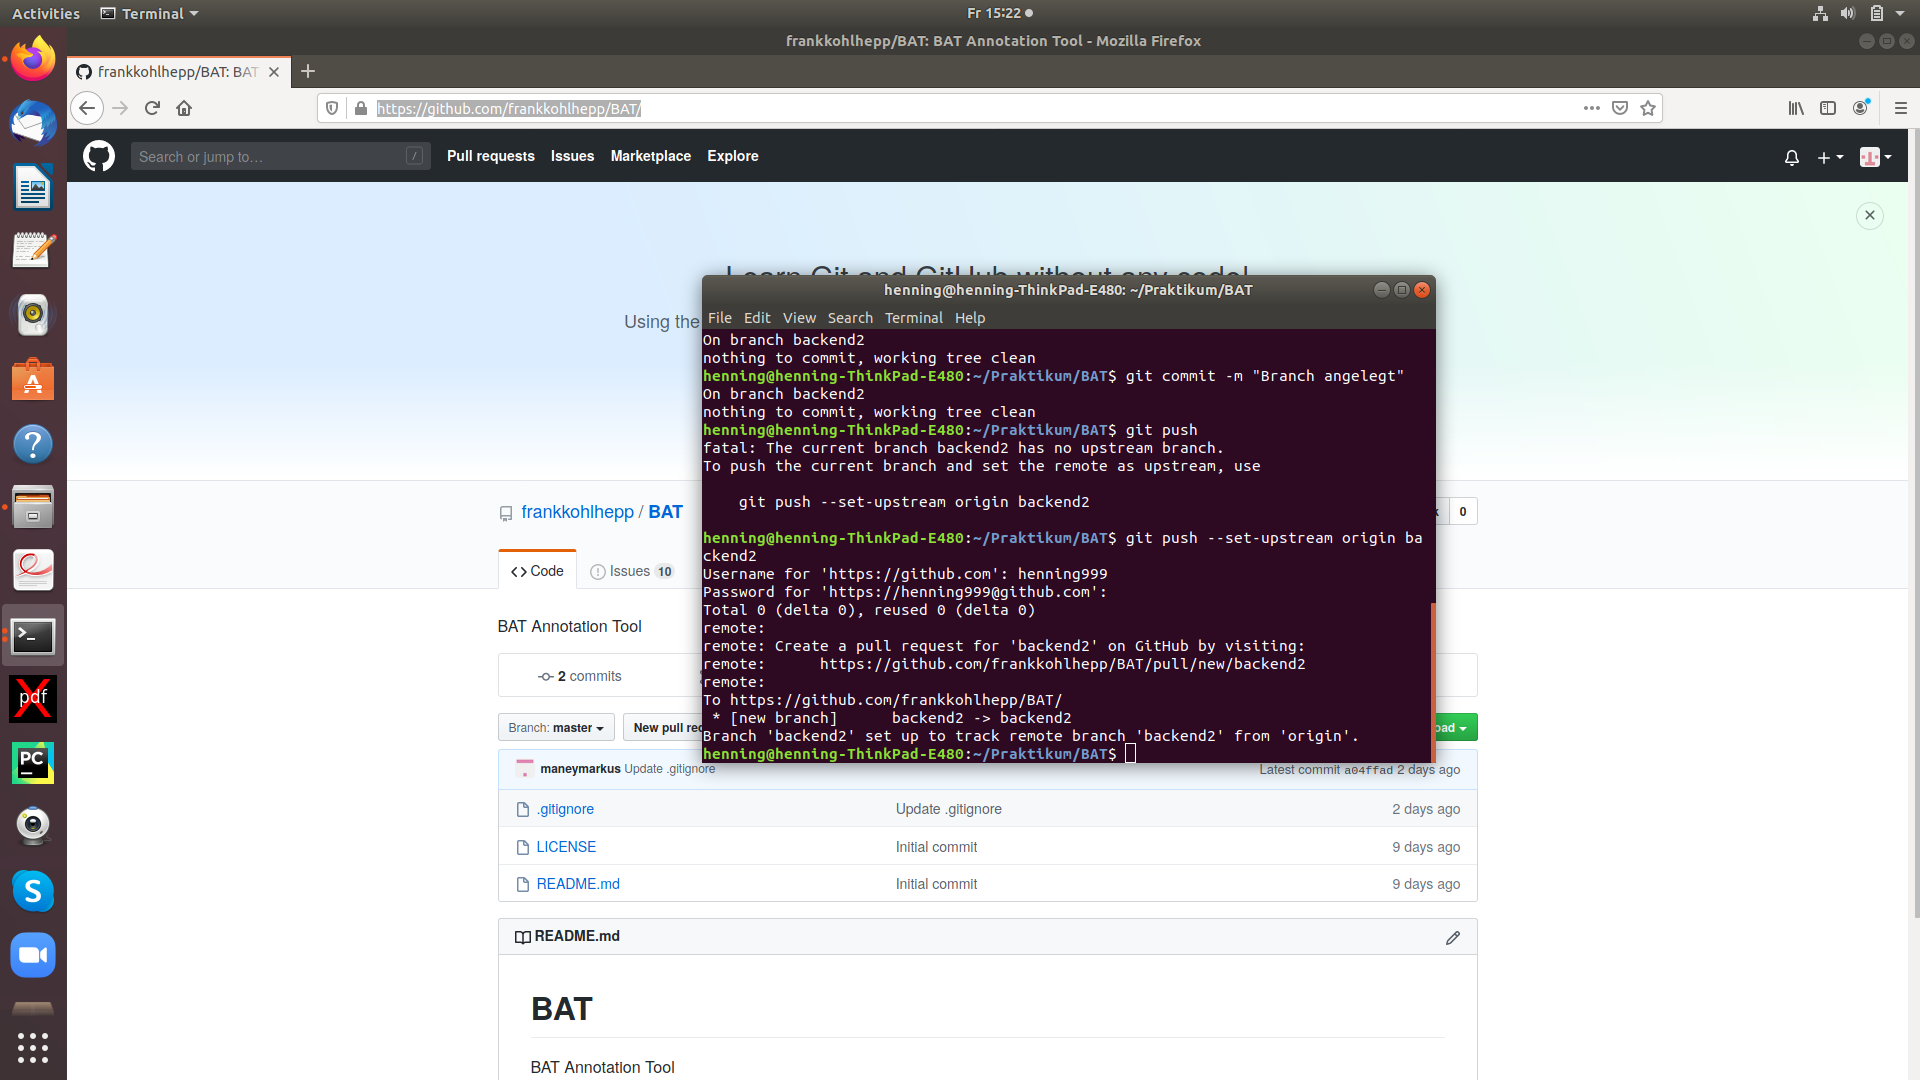 Activities
Terminal
Fr 15:22
frankkohlhepp/BAT: BAT Annotation Tool - Mozilla Firefox
frankkohlhepp/BAT: BAT
https://github.com/frankkohlhepp/BAT/
Search or jump to…
/
Pull requests
Issues
Marketplace
Explore
Learn Git and GitHub without any code!
Using the
henning@henning-ThinkPad-E480: ~/Praktikum/BAT
File Edit View Search Terminal Help
On branch backend2
nothing to commit, working tree clean
henning@henning-ThinkPad-E480:~/Praktikum/BAT$ git commit -m "Branch angelegt"
On branch backend2
nothing to commit, working tree clean
henning@henning-ThinkPad-E480:~/Praktikum/BAT$ git push
fatal: The current branch backend2 has no upstream branch.
To push the current branch and set the remote as upstream, use
git push --set-upstream origin backend2
henning@henning-ThinkPad-E480:~/Praktikum/BAT$ git push --set-upstream origin ba
ckend2
Username for 'https://github.com': henning999
Password for 'https://henning999@github.com':
Total 0 (delta 0), reused 0 (delta 0)
remote:
remote: Create a pull request for 'backend2' on GitHub by visiting:
remote:      https://github.com/frankkohlhepp/BAT/pull/new/backend2
remote:
To https://github.com/frankkohlhepp/BAT/
* [new branch]      backend2 -> backend2
Branch 'backend2' set up to track remote branch 'backend2' from 'origin'.
henning@henning-ThinkPad-E480:~/Praktikum/BAT$
frankkohlhepp / BAT
0
Code
Issues 10
BAT Annotation Tool
2 commits
Branch: master
New pull req
oad
maneymarkus Update .gitignore
Latest commit a04ffad 2 days ago
.gitignore
Update .gitignore
2 days ago
LICENSE
Initial commit
9 days ago
README.md
Initial commit
9 days ago
README.md
BAT
BAT Annotation Tool
pdf
PC